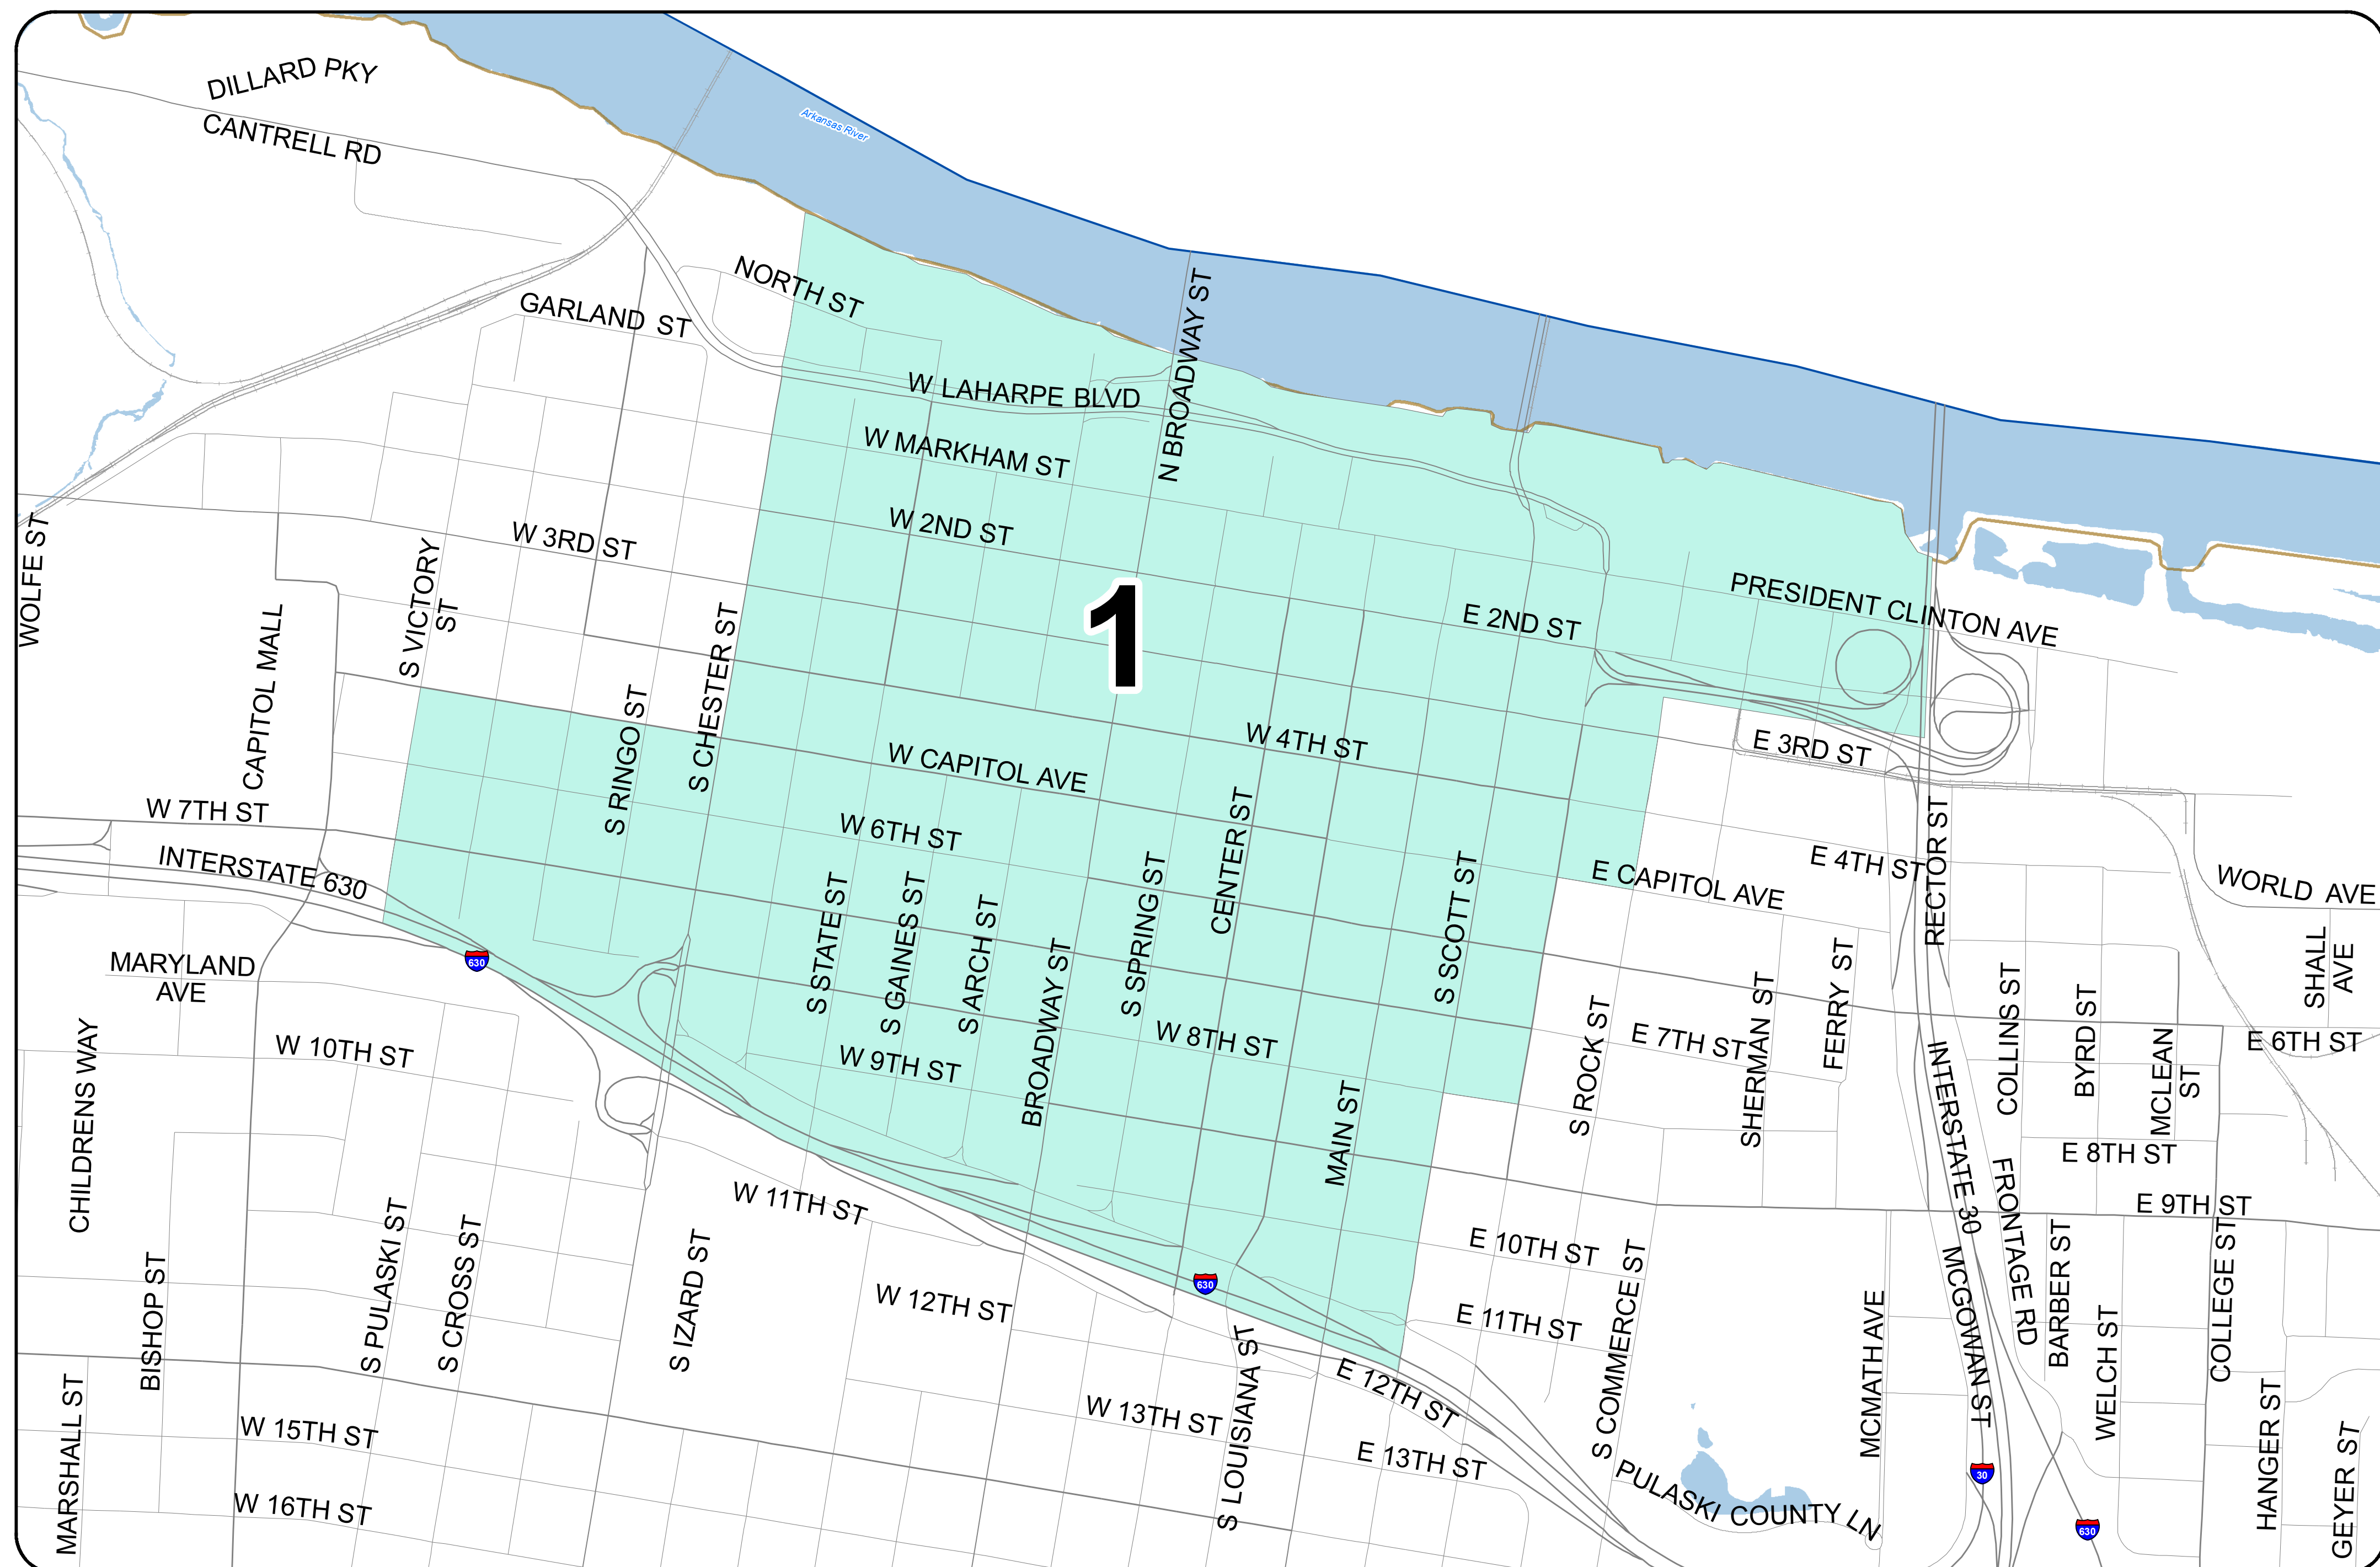 DILLARD PKY
CANTRELL RD
Arkansas River
NORTH ST
GARLAND ST
N BROADWAY ST
W LAHARPE BLVD
W MARKHAM ST
W 2ND ST
W 3RD ST
WOLFE ST
S VICTORY
ST
CAPITOL MALL
S CHESTER ST
S RINGO ST
1
E 2ND ST
PRESIDENT CLINTON AVE
W 4TH ST
E 3RD ST
W CAPITOL AVE
W 7TH ST
W 6TH ST
INTERSTATE 630
CENTER ST
S STATE ST
S GAINES ST
S ARCH ST
BROADWAY ST
S SPRING ST
S SCOTT ST
E CAPITOL AVE
E 4TH ST
RECTOR ST
WORLD AVE
SHALL
AVE
630
MARYLAND
AVE
W 10TH ST
CHILDRENS WAY
W 9TH ST
W 8TH ST
MAIN ST
S ROCK ST
E 7TH ST
SHERMAN ST
FERRY ST
COLLINS ST
BYRD ST
MCLEAN
ST
E 6TH ST
E 8TH ST
E 9TH ST
INTERSTATE 30
FRONTAGE RD
W 11TH ST
BISHOP ST
S PULASKI ST
S CROSS ST
S IZARD ST
W 12TH ST
630
E 10TH ST
E 11TH ST
S COMMERCE ST
MCMATH AVE
MCGOWAN ST
BARBER ST
WELCH ST
COLLEGE ST
HANGER ST
GEYER ST
MARSHALL ST
W 15TH ST
W 16TH ST
W 13TH ST
S LOUISIANA ST
E 12TH ST
E 13TH ST
PULASKI COUNTY LN
30
630